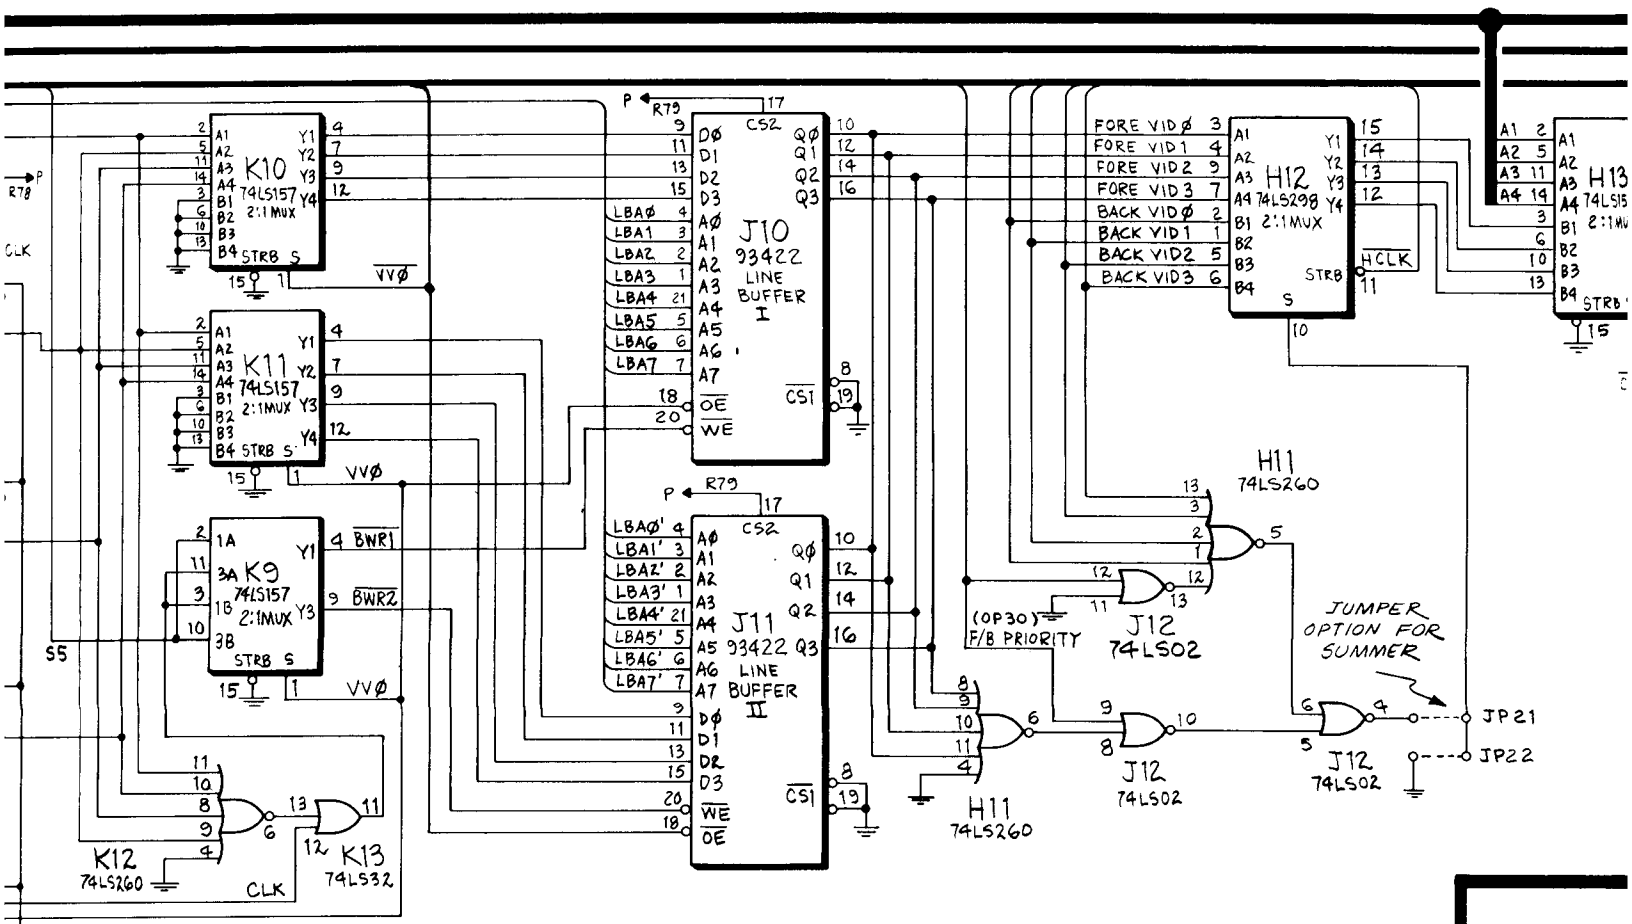 P R79 17
CS2
2 A1 Y1 4
5 A2 Y2 7
11 A3 Y3 9
14 A4 Y4 12
3 B1
6 B2
10 B3
13 B4
K10
74LS157
2:1 MUX
STRB S
15 1
V̅V̅Ø̅
P
R78
CLK
2 A1 Y1 4
5 A2 Y2 7
11 A3 Y3 9
14 A4 Y4 12
3 B1
6 B2
10 B3
13 B4
K11
74LS157
2:1MUX
STRB S
15 1
VVØ
2 1A Y1 4 B̅W̅R̅1̅
11 3A
3 1B Y3 9 B̅W̅R̅2̅
10 3B
K9
74LS157
2:1MUX
STRB S
15 1
VVØ
S5
11
10
8
9
4
6
K12
74LS260
13
12
11
K13
74LS32
CLK
9 DØ QØ 10
11 D1 Q1 12
13 D2 Q2 14
15 D3 Q3 16
LBAØ 4 AØ
LBA1 3 A1
LBA2 2 A2
LBA3 1 A3
LBA4 21 A4
LBA5 5 A5
LBA6 6 A6
LBA7 7 A7
J10
93422
LINE
BUFFER
I
C̅S̅1̅ 8
19
18 O̅E̅
20 W̅E̅
P R79 17
CS2
LBAØ' 4 AØ QØ 10
LBA1' 3 A1 Q1 12
LBA2' 2 A2 Q2 14
LBA3' 1 A3 Q3 16
LBA4' 21 A4
LBA5' 5 A5
LBA6' 6 A6
LBA7' 7 A7
J11
93422
LINE
BUFFER
II
9 DØ
11 D1
13 D2
15 D3
C̅S̅1̅ 8
19
20 W̅E̅
18 O̅E̅
FORE VIDØ 3 A1 Y1 15
FORE VID1 4 A2 Y2 14
FORE VID2 9 A3 Y3 13
FORE VID3 7 A4 Y4 12
BACK VIDØ 2 B1
BACK VID1 1 B2
BACK VID2 5 B3
BACK VID3 6 B4
H12
74LS298
2:1MUX
STRB H̅C̅L̅K̅
11
S
10
A1 2 A1
A2 5 A2
A3 11 A3
A4 14 A4
3 B1
6 B2
10 B3
13 B4
H13
74LS15
2:1MU
STRB
15
H11
74LS260
13
3
2
1
12
5
12
11
13
J12
74LS02
(OP30)
F/B PRIORITY
8
9
10
11
4
6
H11
74LS260
9
8
10
J12
74LS02
6
5
4
J12
74LS02
JUMPER
OPTION FOR
SUMMER
JP21
JP22